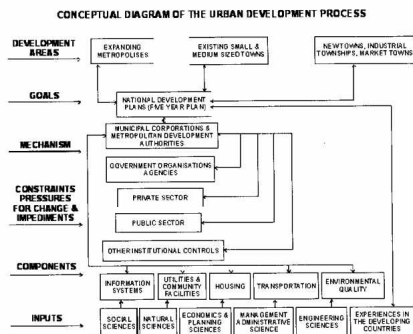 CONCEPTUAL DIAGRAM OF THE URBAN DEVELOPMENT PROCESS
DEVELOPMENT
AREAS
EXPANDING
METROPOLISES
EXISTING SMALL &
MEDIUM SIZED TOWNS
NEWTOWNS, INDUSTRIAL
TOWNSHIPS, MARKET TOWNS
GOALS
NATIONAL DEVELOPMENT
PLANS (FIVE YEAR PLAN)
MECHANISM
MUNICIPAL CORPORATIONS &
METROPOLITAN DEVELOPMENT
AUTHORITIES
GOVERNMENT ORGANISATIONS
AGENCIES
CONSTRAINTS
PRESSURES
FOR CHANGE &
IMPEDIMENTS
PRIVATE SECTOR
PUBLIC SECTOR
OTHER INSTITUTIONAL CONTROLS
COMPONENTS
INFORMATION
SYSTEMS
UTILITIES &
COMMUNITY
FACILITIES
HOUSING
TRANSPORTATION
ENVIRONMENTAL
QUALITY
INPUTS
SOCIAL
SCIENCES
NATURAL
SCIENCES
ECONOMICS &
PLANNING
SCIENCES
MANAGEMENT
ADMINISTRATIVE
SCIENCE
ENGINEERING
SCIENCES
EXPERIENCES IN
THE DEVELOPING
COUNTRIES